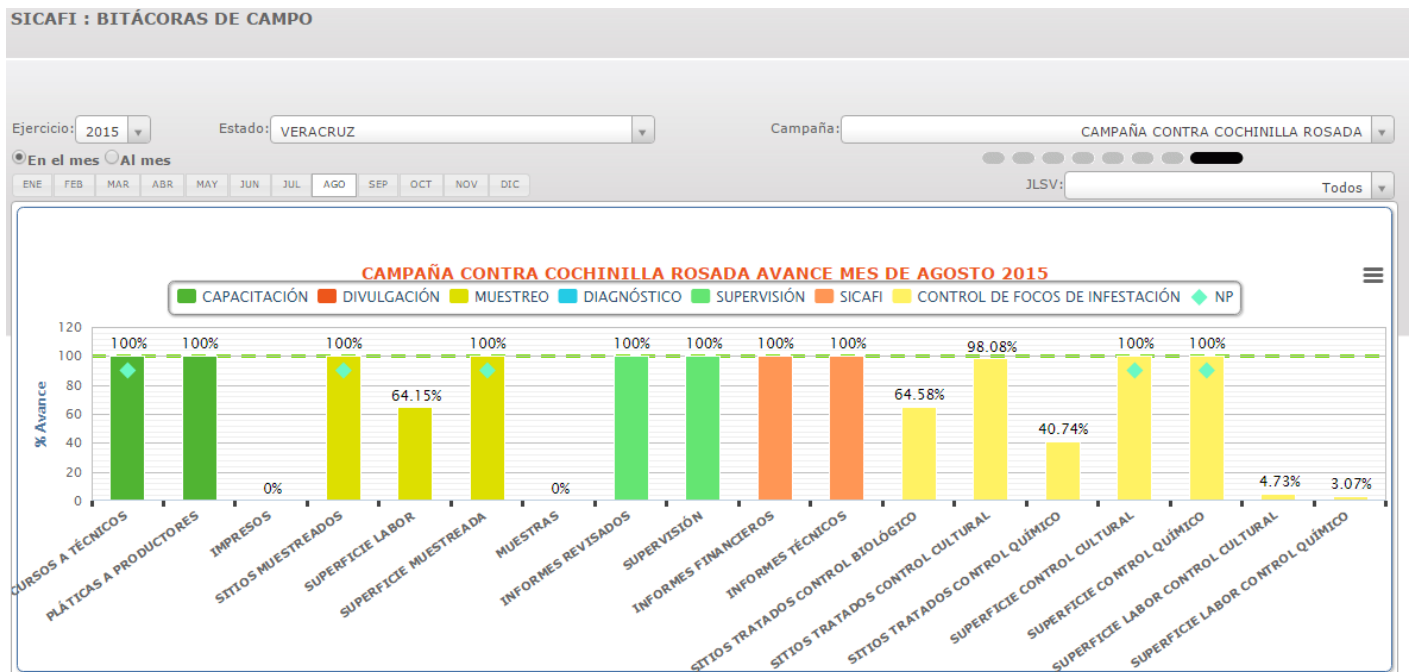 SICAFI : BITÁCORAS DE CAMPO
Ejercicio: 2015 Estado: VERACRUZ Campaña: CAMPAÑA CONTRA COCHINILLA ROSADA
En el mes Al mes
ENE FEB MAR ABR MAY JUN JUL AGO SEP OCT NOV DIC JLSV: Todos
CAMPAÑA CONTRA COCHINILLA ROSADA AVANCE MES DE AGOSTO 2015
CAPACITACIÓN DIVULGACIÓN MUESTREO DIAGNÓSTICO SUPERVISIÓN SICAFI CONTROL DE FOCOS DE INFESTACIÓN NP
% Avance
120
100
80
60
40
20
0
100% 100% 0% 100% 64.15% 100% 0% 100% 100% 100% 100% 64.58% 98.08% 40.74% 100% 100% 4.73% 3.07%
CURSOS A TÉCNICOS
PLÁTICAS A PRODUCTORES
IMPRESOS
SITIOS MUESTREADOS
SUPERFICIE LABOR
SUPERFICIE MUESTREADA
MUESTRAS
INFORMES REVISADOS
SUPERVISIÓN
INFORMES FINANCIEROS
INFORMES TÉCNICOS
SITIOS TRATADOS CONTROL BIOLÓGICO
SITIOS TRATADOS CONTROL CULTURAL
SITIOS TRATADOS CONTROL QUÍMICO
SUPERFICIE CONTROL CULTURAL
SUPERFICIE CONTROL QUÍMICO
SUPERFICIE LABOR CONTROL CULTURAL
SUPERFICIE LABOR CONTROL QUÍMICO